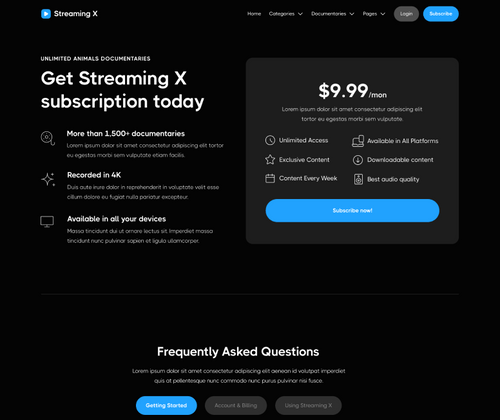 Streaming X
Home Categories Documentories Pages Login Subscribe
UNLIMITED ANIMALS DOCUMENTARIES
Get Streaming X
subscription today
More than 1,500+ documentaries
Lorem ipsum dolor sit amet consectetur adipiscing elit tortor
eu egestas morbi sem vulputate etiam facilis.
Recorded in 4K
Duis aute irure dolor in reprehenderit in voluptate velit esse
cillum dolore eu fugiat nulla pariatur excepteur.
Available in all your devices
Massa tincidunt dui ut ornare lectus sit. Imperdiet massa
tincidunt nunc pulvinar sapien et ligula ullamcorper.
$9.99/mon
Lorem ipsum dolor sit amet consectetur adipiscing elit
tortor eu egestas morbi sem vulputate.
Unlimited Access
Available in All Platforms
Exclusive Content
Downloadable content
Content Every Week
Best audio quality
Subscribe now!
Frequently Asked Questions
Lorem ipsum dolor sit amet consectetur adipiscing elit aenean id volutpat imperdiet
quis at pellentesque nunc commodo nunc purus pulvinar nisi fusce.
Getting Started Account & Billing Using Streaming X